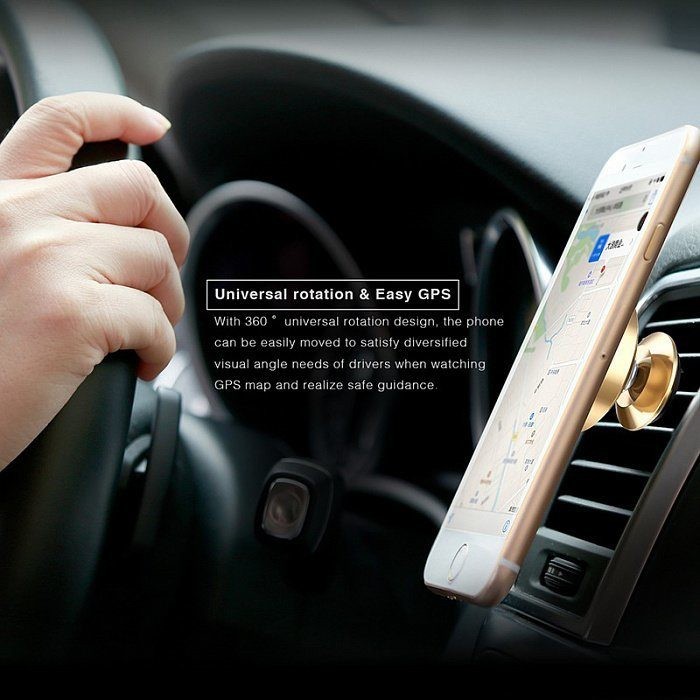 Universal rotation & Easy GPS
With 360 ° universal rotation design, the phone
can be easily moved to satisfy diversified
visual angle needs of drivers when watching
GPS map and realize safe guidance.